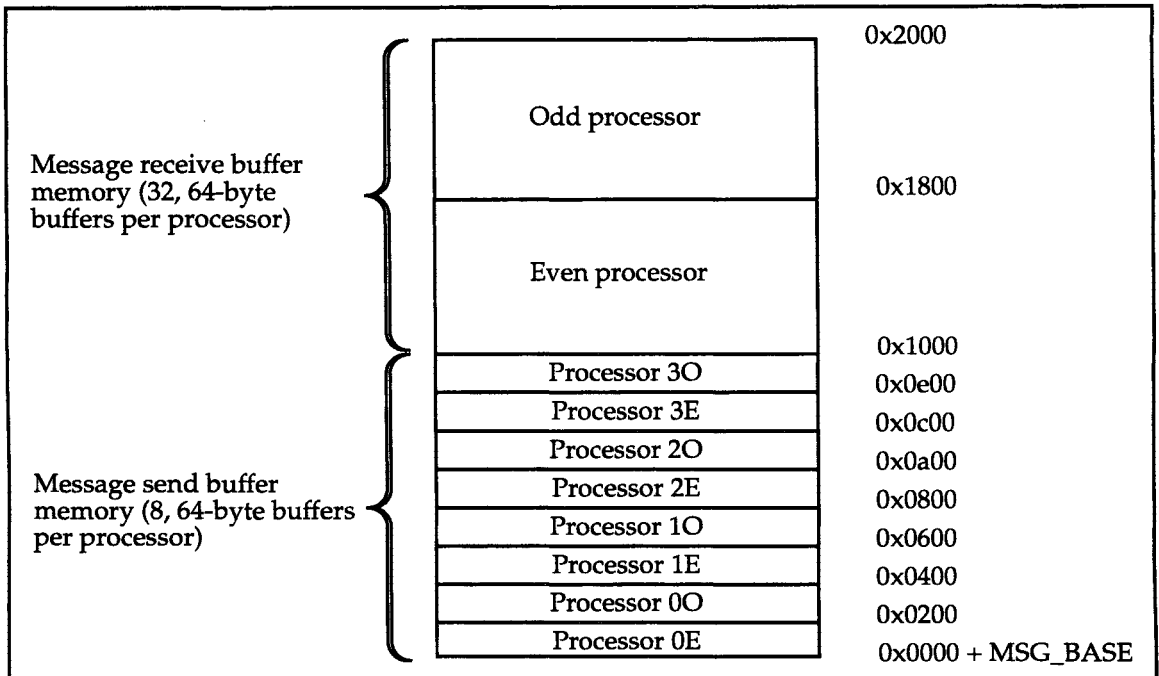 0x2000
Odd processor
Message receive buffer
memory (32, 64-byte
buffers per processor)
0x1800
Even processor
0x1000
Processor 3O
0x0e00
Processor 3E
0x0c00
Processor 2O
0x0a00
Message send buffer
memory (8, 64-byte buffers
per processor)
Processor 2E
0x0800
Processor 1O
0x0600
Processor 1E
0x0400
Processor 0O
0x0200
Processor 0E
0x0000 + MSG_BASE